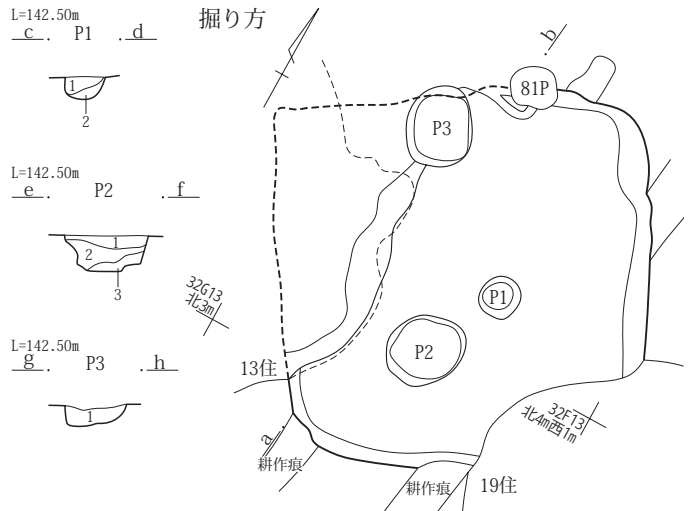 L=142.50m
c . P1 . d
1
2
掘り方
L=142.50m
e . P2 . f
1
2
3
L=142.50m
g . P3 . h
1
b
81P
P3
P1
P2
32G13
北3m
13住
a
耕作痕
耕作痕
19住
32F13
北4m西1m